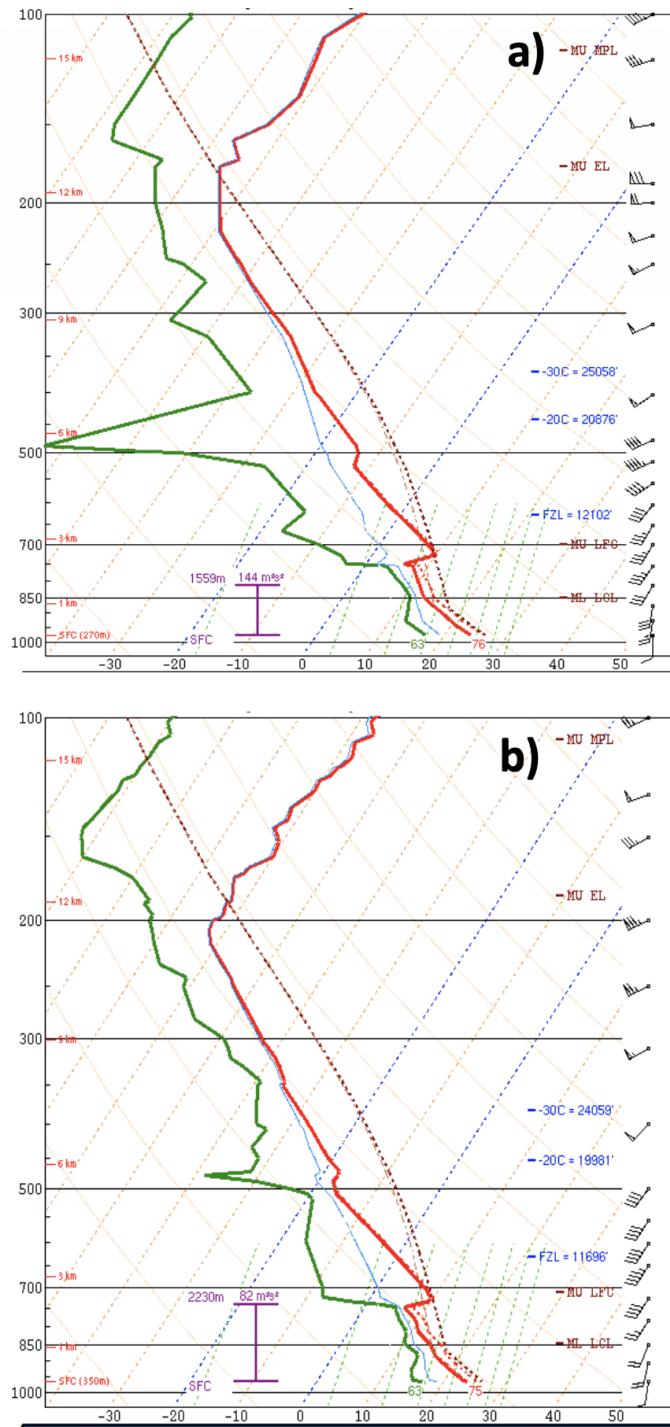 100
a)
15 km
MU MPL
MU EL
12 km
200
300
9 km
-30C = 25058'
-20C = 20876'
6 km
500
FZL = 12102'
3 km
700
MU LFC
1559m 144 m²s²
850
ML LCL
1 km
SFC (270m)
SFC
63
76
1000
-30 -20 -10 0 10 20 30 40 50
100
b)
MU MPL
15 km
MU EL
12 km
200
300
9 km
-30C = 24059'
-20C = 19981'
6 km
500
FZL = 11696'
3 km
700
MU LFC
2230m 82 m²s²
850
ML LCL
1 km
SFC (350m)
SFC
63
75
1000
-40 -30 -20 -10 0 10 20 30 40 50